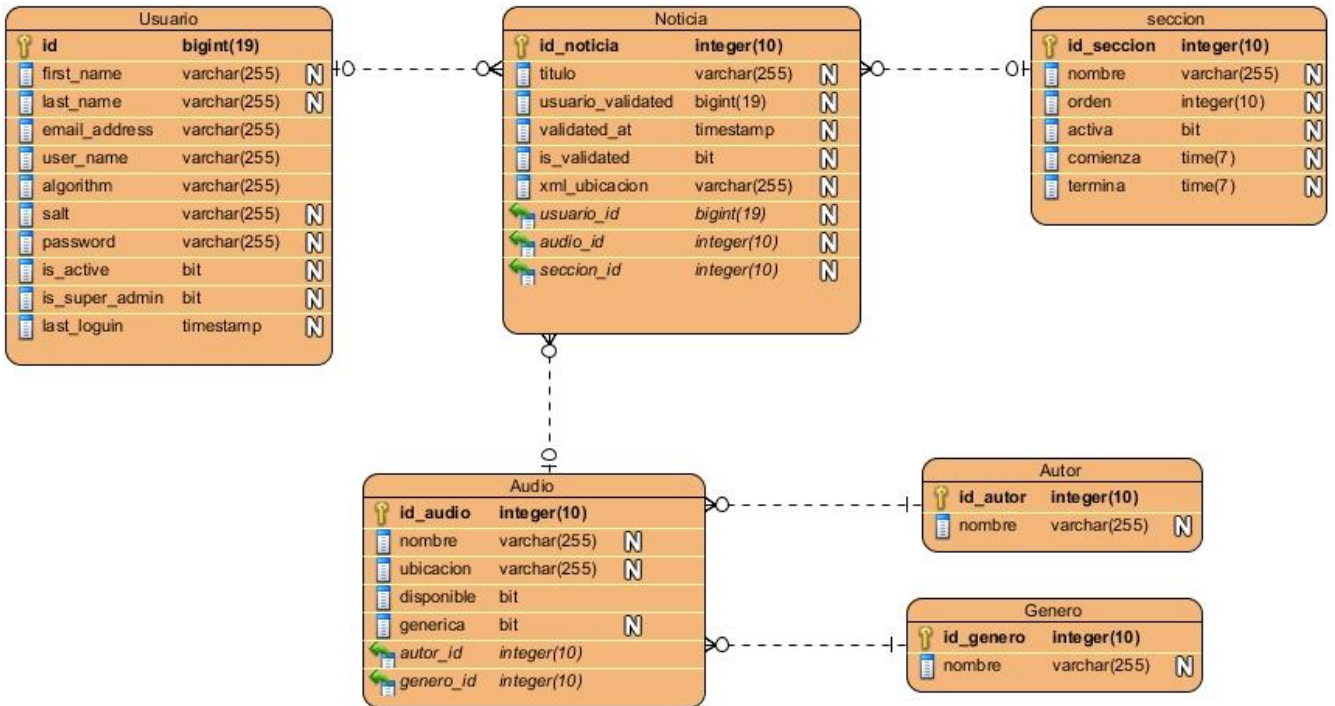 Usuario
id bigint(19)
first_name varchar(255) N
last_name varchar(255) N
email_address varchar(255)
user_name varchar(255)
algorithm varchar(255)
salt varchar(255) N
password varchar(255) N
is_active bit N
is_super_admin bit N
last_loguin timestamp N
Noticia
id_noticia integer(10)
titulo varchar(255) N
usuario_validated bigint(19) N
validated_at timestamp N
is_validated bit N
xml_ubicacion varchar(255) N
usuario_id bigint(19) N
audio_id integer(10) N
seccion_id integer(10) N
seccion
id_seccion integer(10)
nombre varchar(255) N
orden integer(10) N
activa bit N
comienza time(7) N
termina time(7) N
Audio
id_audio integer(10)
nombre varchar(255) N
ubicacion varchar(255) N
disponible bit
generica bit N
autor_id integer(10)
genero_id integer(10)
Autor
id_autor integer(10)
nombre varchar(255) N
Genero
id_genero integer(10)
nombre varchar(255) N